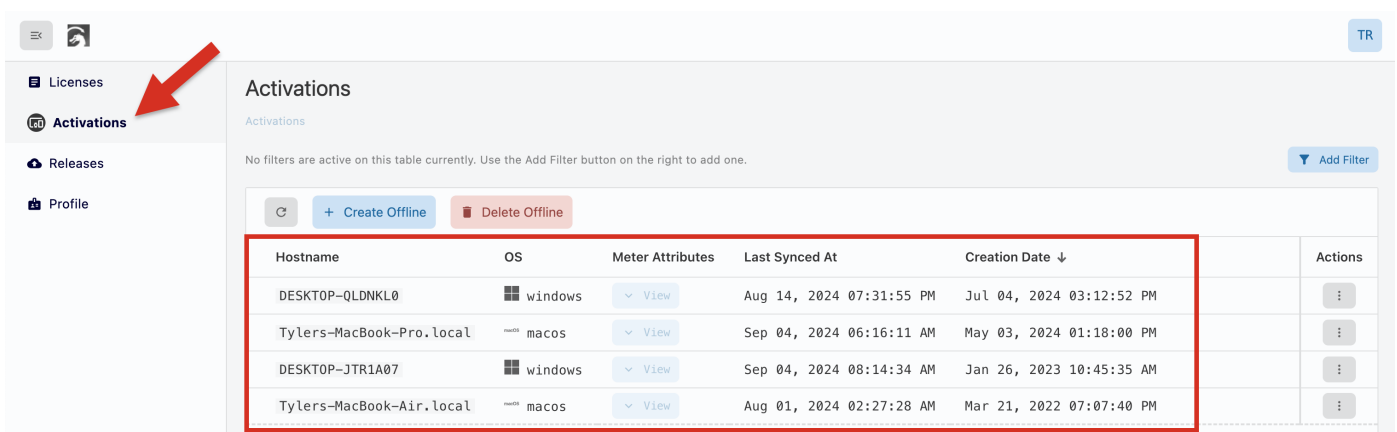 TR
Licenses
Activations
Releases
Profile
Activations
Activations
No filters are active on this table currently. Use the Add Filter button on the right to add one.
Add Filter
+ Create Offline
Delete Offline
Hostname OS Meter Attributes Last Synced At Creation Date ↓ Actions
DESKTOP-QLDNKL0 windows View Aug 14, 2024 07:31:55 PM Jul 04, 2024 03:12:52 PM
Tylers-MacBook-Pro.local macOS macos View Sep 04, 2024 06:16:11 AM May 03, 2024 01:18:00 PM
DESKTOP-JTR1A07 windows View Sep 04, 2024 08:14:34 AM Jan 26, 2023 10:45:35 AM
Tylers-MacBook-Air.local macOS macos View Aug 01, 2024 02:27:28 AM Mar 21, 2022 07:07:40 PM